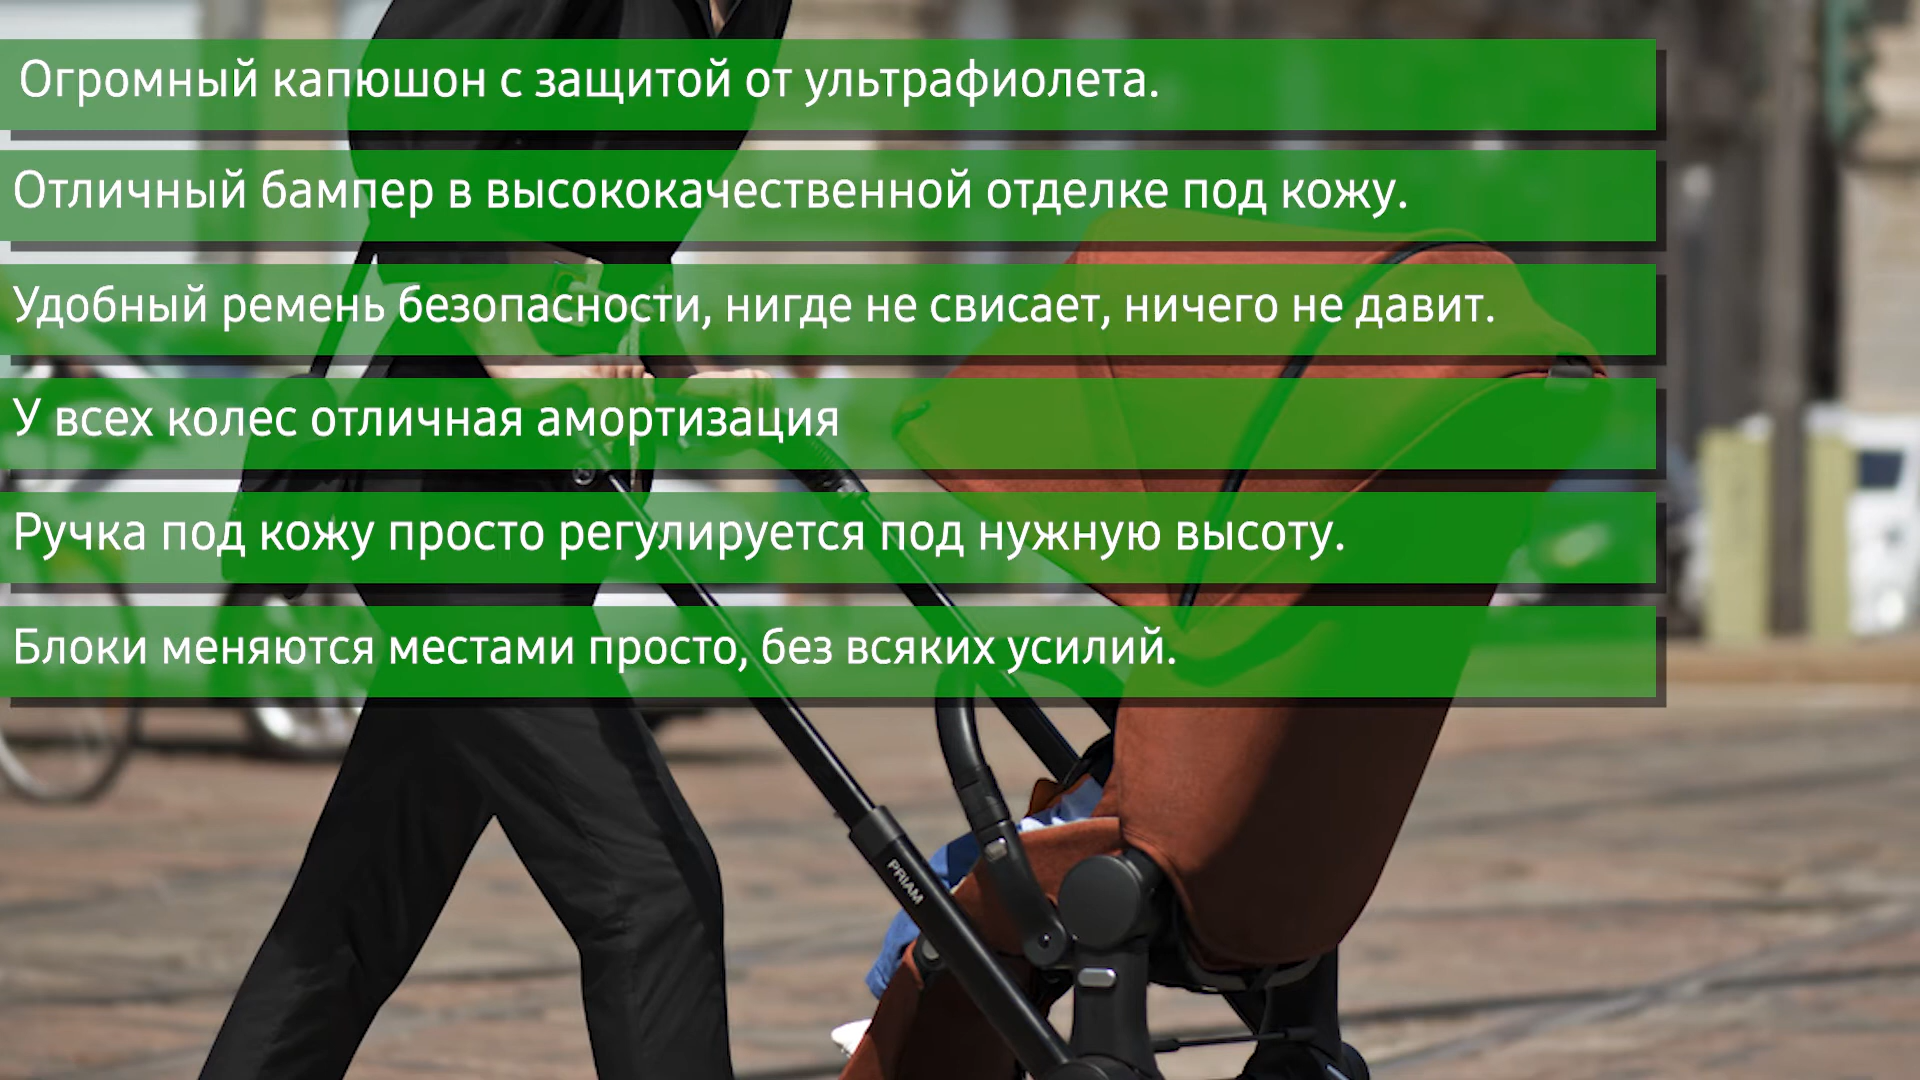 Огромный капюшон с защитой от ультрафиолета.
Отличный бампер в высококачественной отделке под кожу.
Удобный ремень безопасности, нигде не свисает, ничего не давит.
У всех колес отличная амортизация
Ручка под кожу просто регулируется под нужную высоту.
Блоки меняются местами просто, без всяких усилий.
PRIAM